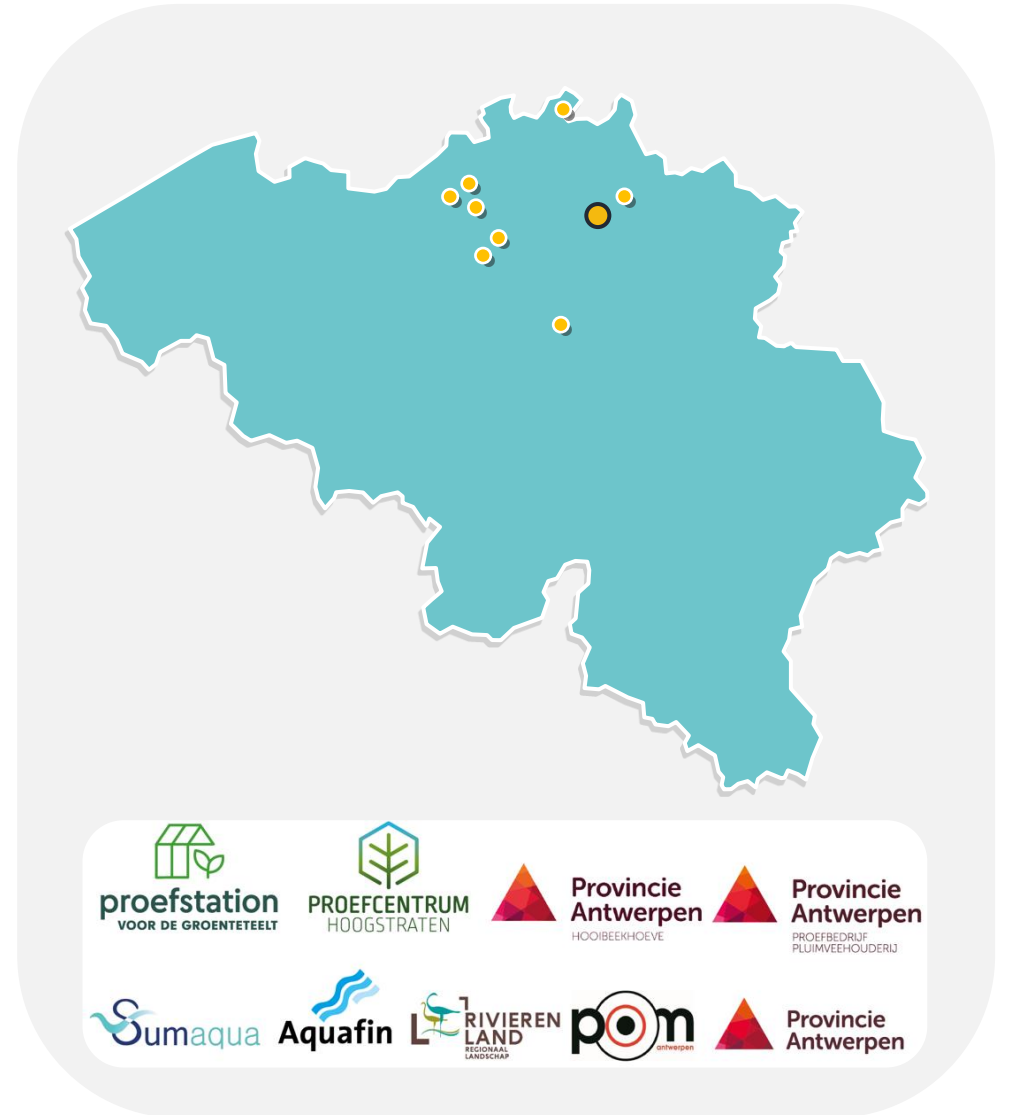 proefstation
VOOR DE GROENTETEELT
PROEFCENTRUM
HOOGSTRATEN
Provincie
Antwerpen
HOOIBEEKHOEVE
Provincie
Antwerpen
PROEFBEDRIJF
PLUIMVEEHOUDERIJ
Sumaqua
Aquafin
RIVIEREN
LAND
REGIONAAL
LANDSCHAP
pom
antwerpen
Provincie
Antwerpen